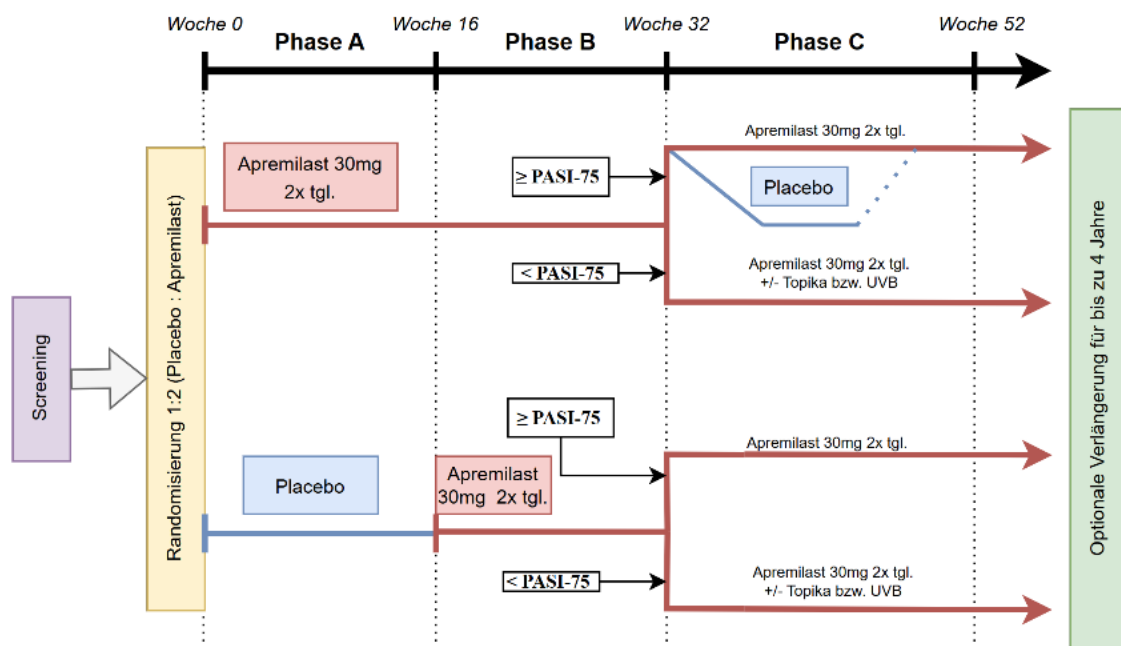 Woche 0
Woche 16
Woche 32
Woche 52
Phase A
Phase B
Phase C
Screening
Randomisierung 1:2 (Placebo : Apremilast)
Apremilast 30mg
2x tgl.
≥ PASI-75
< PASI-75
Apremilast 30mg 2x tgl.
Placebo
Apremilast 30mg 2x tgl.
+/- Topika bzw. UVB
Placebo
Apremilast
30mg 2x tgl.
≥ PASI-75
< PASI-75
Apremilast 30mg 2x tgl.
Apremilast 30mg 2x tgl.
+/- Topika bzw. UVB
Optionale Verlängerung für bis zu 4 Jahre